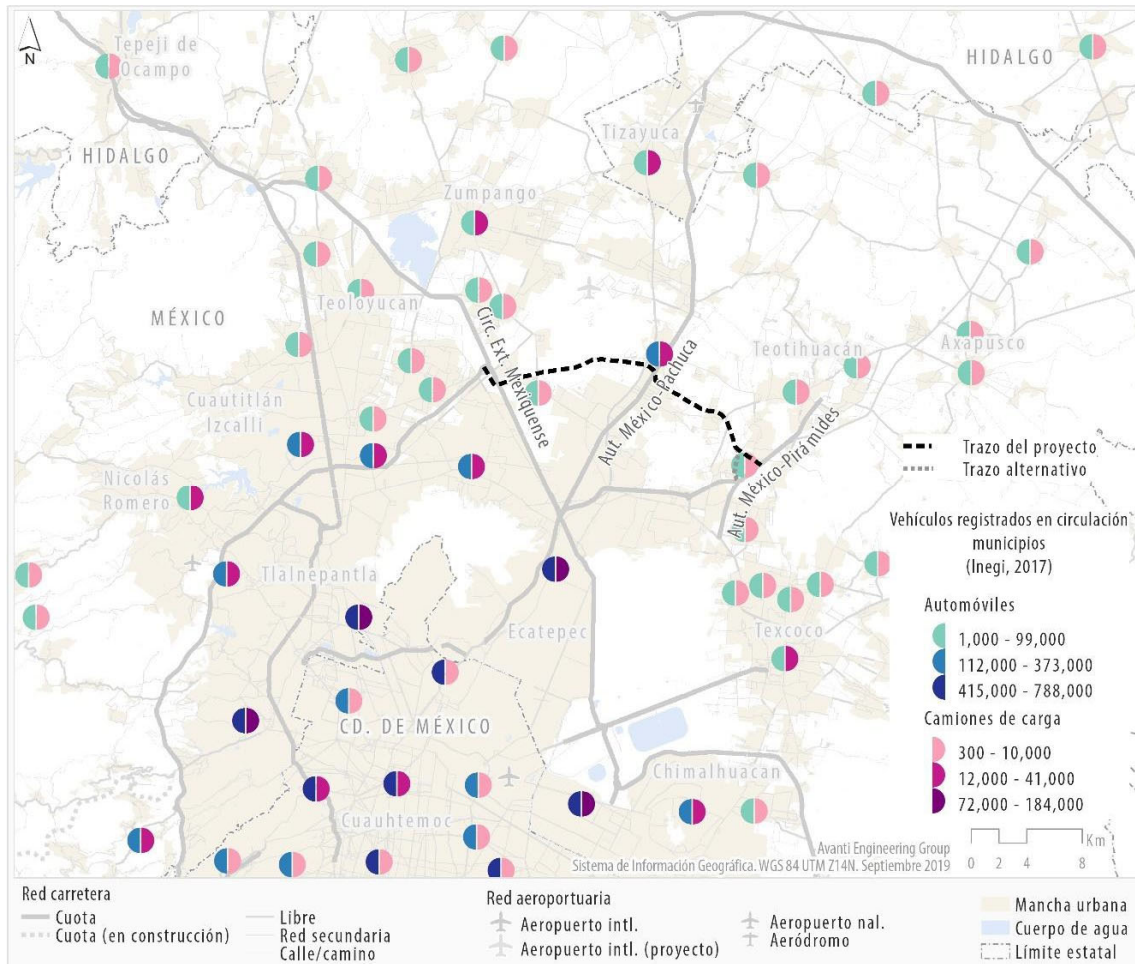 N
Tepeji de
Ocampo
HIDALGO
HIDALGO
Tizayuca
Zumpango
MÉXICO
Teoloyucan
Circ. Ext. Mexiquense
Aut. México-Pachuca
Teotihuacán
Axapusco
Cuautitlán
Izcalli
Aut. México-Pirámides
Nicolás
Romero
Tlalnepantla
Ecatepec
Texcoco
CD. DE MÉXICO
Chimalhuacan
Cuauhtemoc
Trazo del proyecto
Trazo alternativo
Vehículos registrados en circulación
municipios
(Inegi, 2017)
Automóviles
1,000 - 99,000
112,000 - 373,000
415,000 - 788,000
Camiones de carga
300 - 10,000
12,000 - 41,000
72,000 - 184,000
Km
0 2 4 8
Avanti Engineering Group
Sistema de Información Geográfica. WGS 84 UTM Z14N. Septiembre 2019
Red carretera
Cuota
Cuota (en construcción)
Libre
Red secundaria
Calle/camino
Red aeroportuaria
Aeropuerto intl.
Aeropuerto intl. (proyecto)
Aeropuerto nal.
Aeródromo
Mancha urbana
Cuerpo de agua
Límite estatal